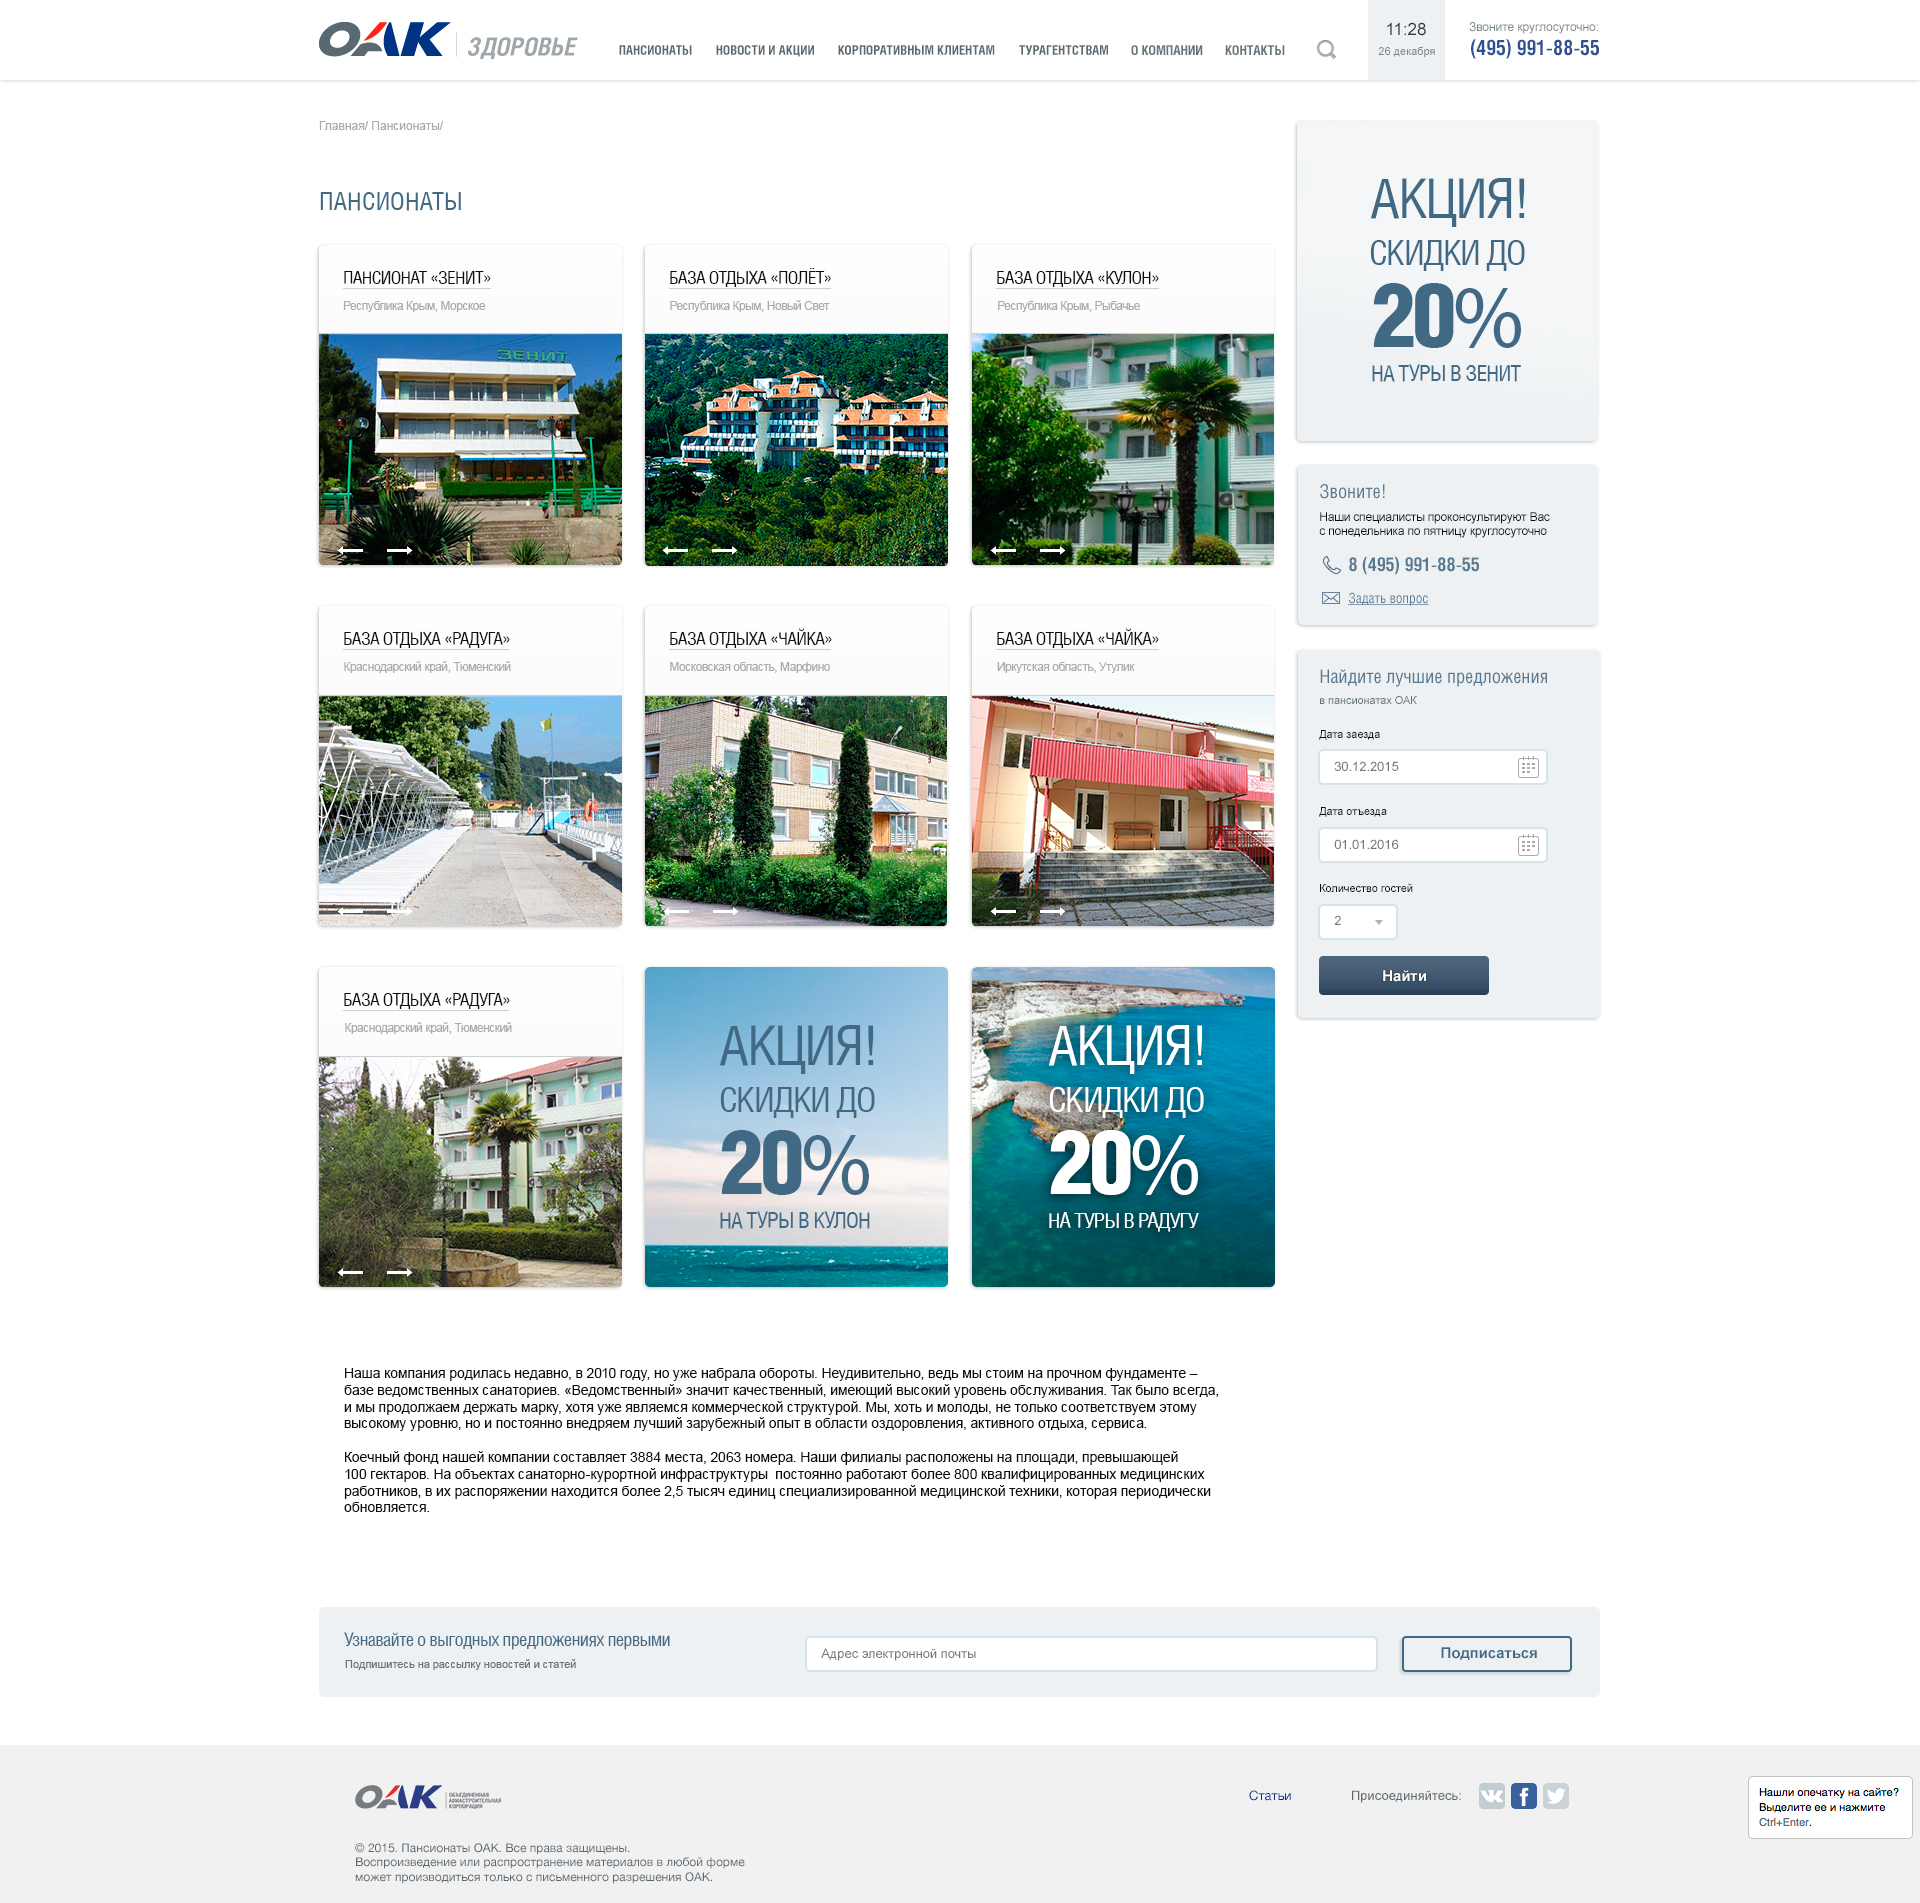 ОАК ЗДОРОВЬЕ
ПАНСИОНАТЫ НОВОСТИ И АКЦИИ КОРПОРАТИВНЫМ КЛИЕНТАМ ТУРАГЕНТСТВАМ О КОМПАНИИ КОНТАКТЫ
11:28
26 декабря
Звоните круглосуточно:
(495) 991-88-55
Главная/ Пансионаты/
ПАНСИОНАТЫ
ПАНСИОНАТ «ЗЕНИТ»
Республика Крым, Морское
ЗЕНИТ
БАЗА ОТДЫХА «ПОЛЁТ»
Республика Крым, Новый Свет
БАЗА ОТДЫХА «КУЛОН»
Республика Крым, Рыбачье
БАЗА ОТДЫХА «РАДУГА»
Краснодарский край, Тюменский
БАЗА ОТДЫХА «ЧАЙКА»
Московская область, Марфино
БАЗА ОТДЫХА «ЧАЙКА»
Иркутская область, Утулик
БАЗА ОТДЫХА «РАДУГА»
Краснодарский край, Тюменский
АКЦИЯ!
СКИДКИ ДО
20%
НА ТУРЫ В КУЛОН
АКЦИЯ!
СКИДКИ ДО
20%
НА ТУРЫ В РАДУГУ
АКЦИЯ!
СКИДКИ ДО
20%
НА ТУРЫ В ЗЕНИТ
Звоните!
Наши специалисты проконсультируют Вас
с понедельника по пятницу круглосуточно
8 (495) 991-88-55
Задать вопрос
Найдите лучшие предложения
в пансионатах ОАК
Дата заезда
30.12.2015
Дата отъезда
01.01.2016
Количество гостей
2
Найти
Наша компания родилась недавно, в 2010 году, но уже набрала обороты. Неудивительно, ведь мы стоим на прочном фундаменте –
базе ведомственных санаториев. «Ведомственный» значит качественный, имеющий высокий уровень обслуживания. Так было всегда,
и мы продолжаем держать марку, хотя уже являемся коммерческой структурой. Мы, хоть и молоды, не только соответствуем этому
высокому уровню, но и постоянно внедряем лучший зарубежный опыт в области оздоровления, активного отдыха, сервиса.
Коечный фонд нашей компании составляет 3884 места, 2063 номера. Наши филиалы расположены на площади, превышающей
100 гектаров. На объектах санаторно-курортной инфраструктуры постоянно работают более 800 квалифицированных медицинских
работников, в их распоряжении находится более 2,5 тысяч единиц специализированной медицинской техники, которая периодически
обновляется.
Узнавайте о выгодных предложениях первыми
Подпишитесь на рассылку новостей и статей
Адрес электронной почты
Подписаться
ОАК
ОБЪЕДИНЕННАЯ
АВИАСТРОИТЕЛЬНАЯ
КОРПОРАЦИЯ
Статьи
Присоединяйтесь:
Нашли опечатку на сайте?
Выделите ее и нажмите
Ctrl+Enter.
© 2015. Пансионаты ОАК. Все права защищены.
Воспроизведение или распространение материалов в любой форме
может производиться только с письменного разрешения ОАК.